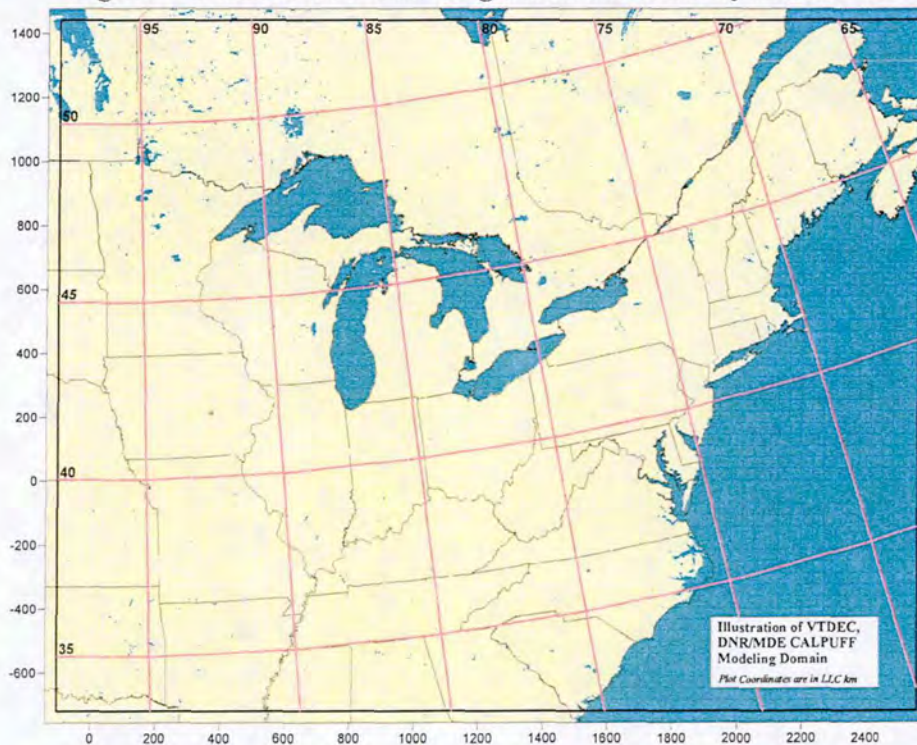 95 90 85 80 75 70 65
1400
1200
50
1000
800
600
45
400
200
40
0
-200
-400
35
-600
Illustration of VTDEC,
DNR/MDE CALPUFF
Modeling Domain
Plot Coordinates are in LLC km
0 200 400 600 800 1000 1200 1400 1600 1800 2000 2200 2400